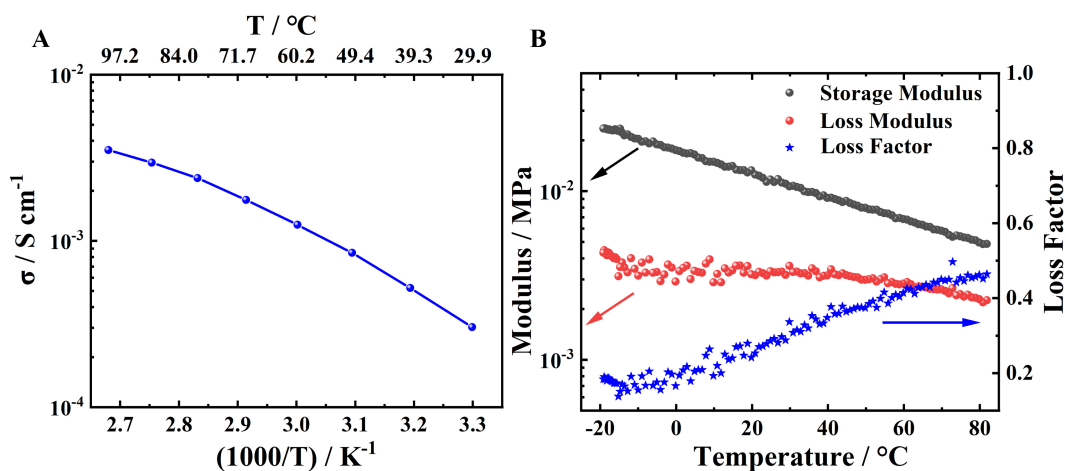 A
T / °C
97.2 84.0 71.7 60.2 49.4 39.3 29.9
10⁻²
10⁻³
10⁻⁴
σ / S cm⁻¹
2.7 2.8 2.9 3.0 3.1 3.2 3.3
(1000/T) / K⁻¹
B
Storage Modulus
Loss Modulus
Loss Factor
10⁻²
10⁻³
Modulus / MPa
-20 0 20 40 60 80
Temperature / °C
1.0
0.8
0.6
0.4
0.2
Loss Factor